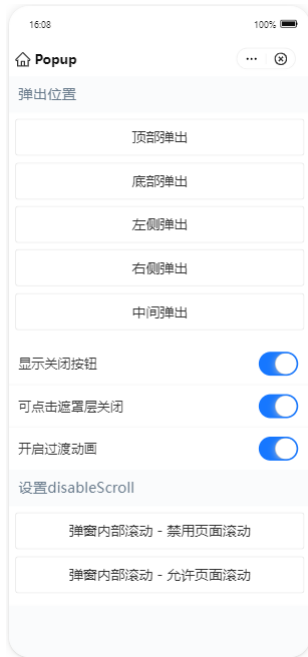 16:08
100%
Popup
弹出位置
顶部弹出
底部弹出
左侧弹出
右侧弹出
中间弹出
显示关闭按钮
可点击遮罩层关闭
开启过渡动画
设置disableScroll
弹窗内部滚动 - 禁用页面滚动
弹窗内部滚动 - 允许页面滚动